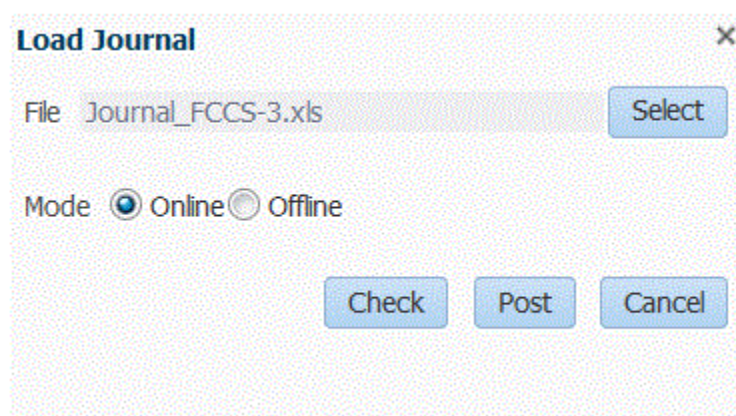 Load Journal
File Journal_FCCS-3.xls Select
Mode Online Offline
Check Post Cancel